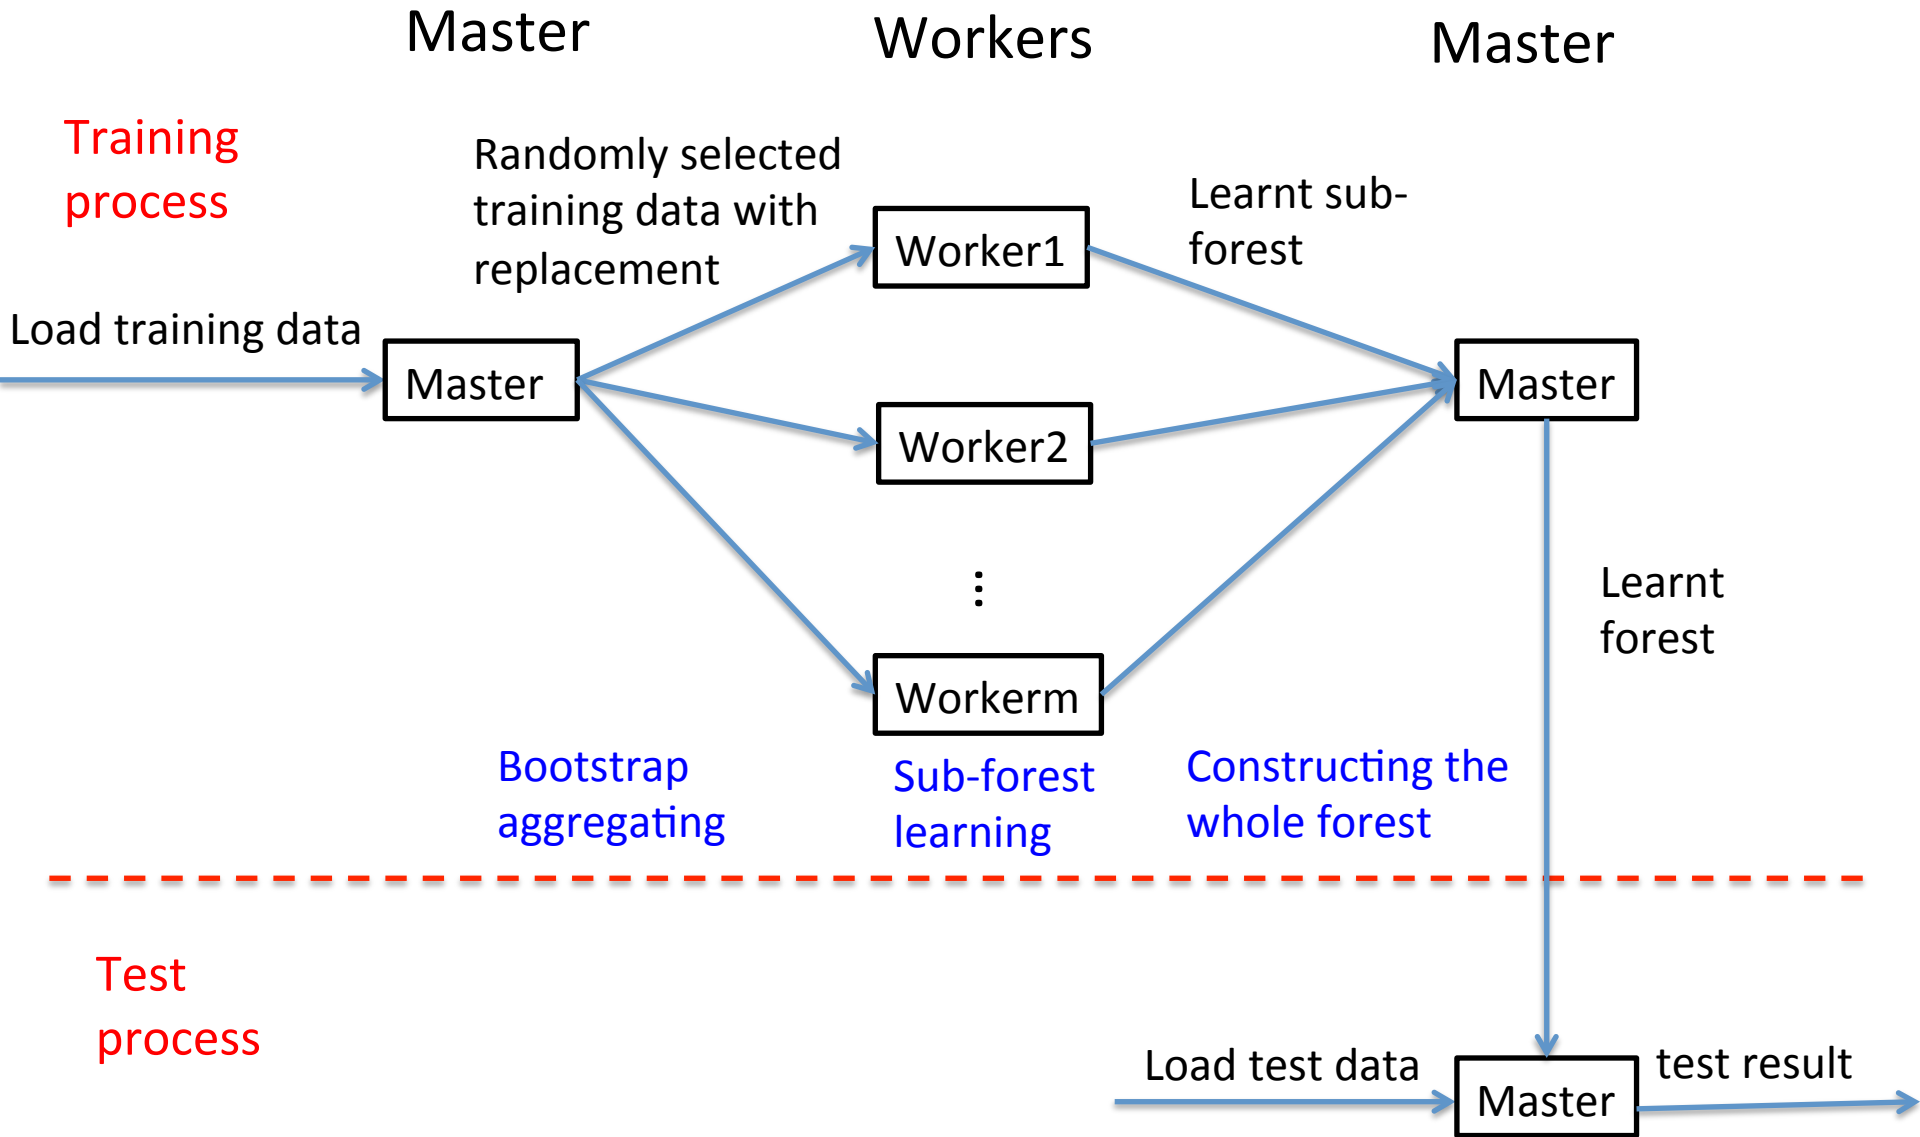 Master
Workers
Master
Training
process
Randomly selected
training data with
replacement
Learnt sub-
forest
Load training data
Worker1
Master
Master
Worker2
⋮
Learnt
forest
Workerm
Bootstrap
aggregating
Sub-forest
learning
Constructing the
whole forest
Test
process
Load test data
Master
test result